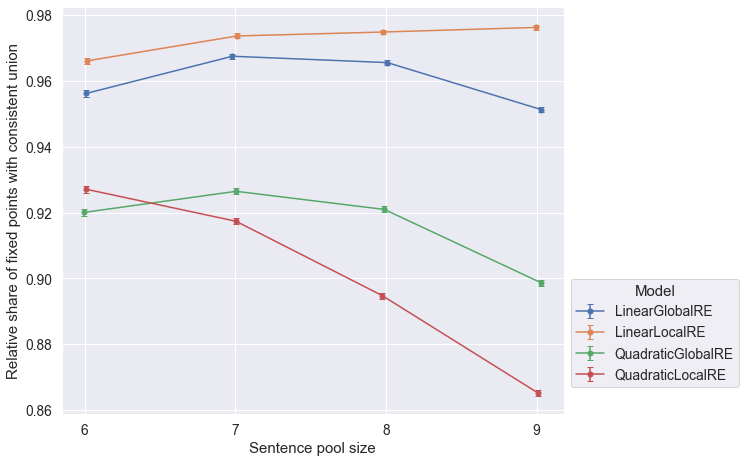 Relative share of fixed points with consistent union
0.98
0.96
0.94
0.92
0.90
0.88
0.86
6 7 8 9
Sentence pool size
Model
LinearGlobalRE
LinearLocalRE
QuadraticGlobalRE
QuadraticLocalRE